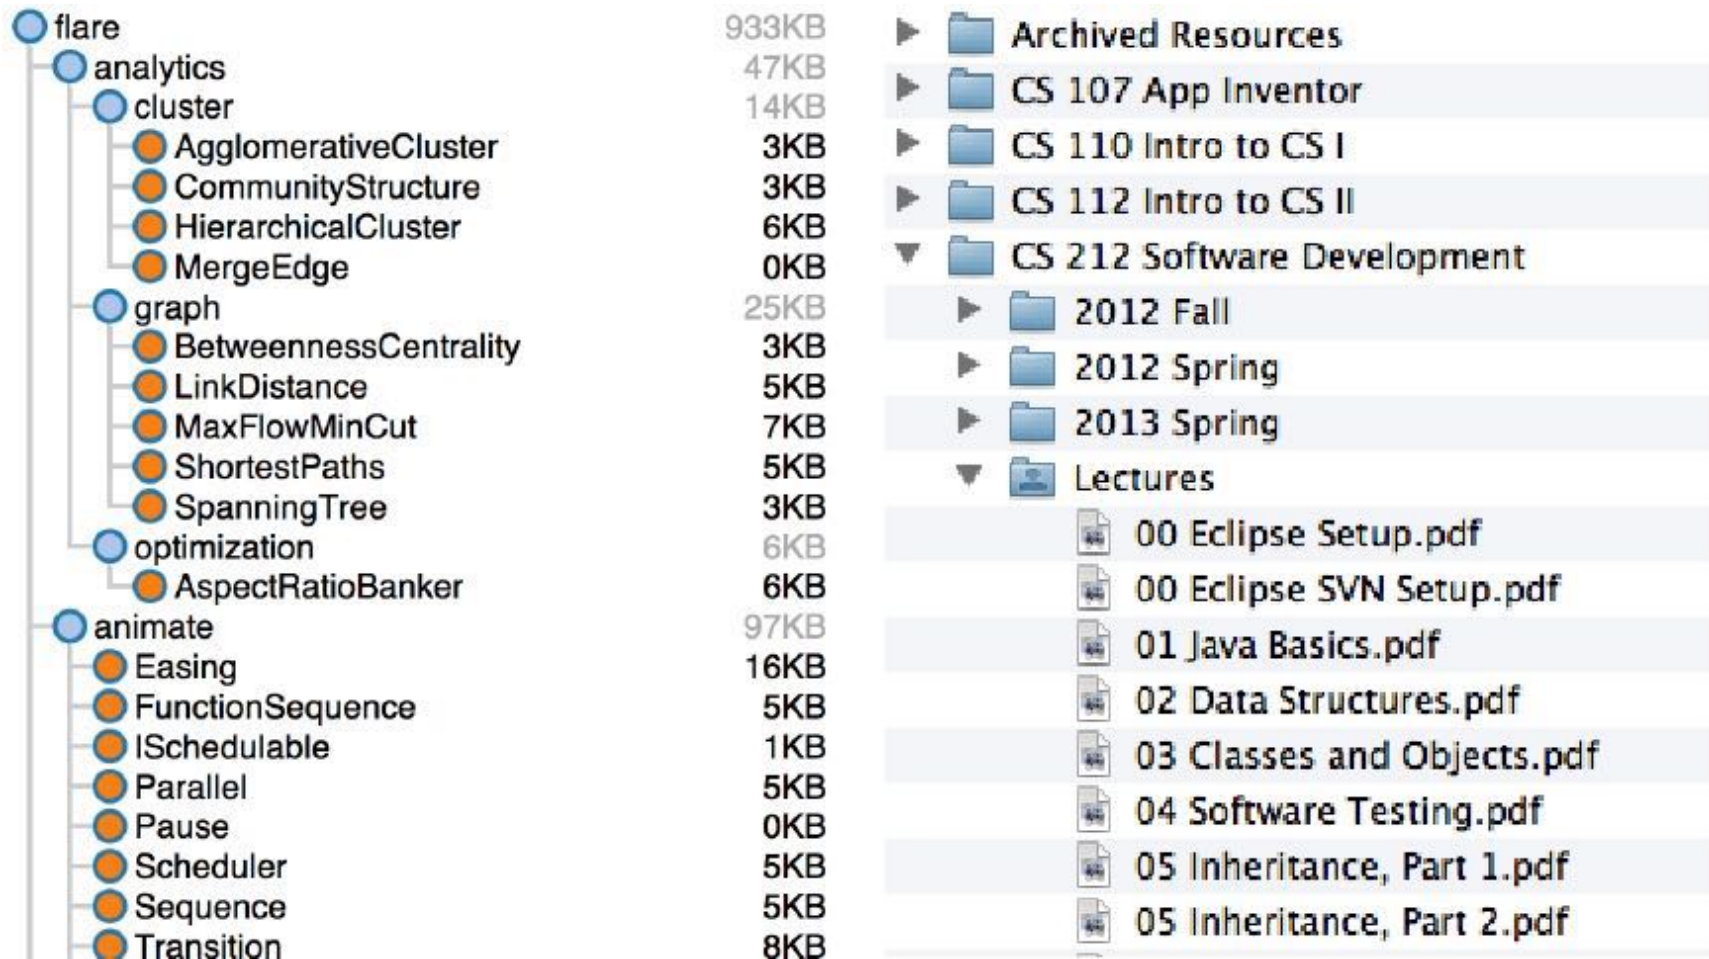 flare 933KB
analytics 47KB
cluster 14KB
AgglomerativeCluster 3KB
CommunityStructure 3KB
HierarchicalCluster 6KB
MergeEdge 0KB
graph 25KB
BetweennessCentrality 3KB
LinkDistance 5KB
MaxFlowMinCut 7KB
ShortestPaths 5KB
SpanningTree 3KB
optimization 6KB
AspectRatioBanker 6KB
animate 97KB
Easing 16KB
FunctionSequence 5KB
ISchedulable 1KB
Parallel 5KB
Pause 0KB
Scheduler 5KB
Sequence 5KB
Transition 8KB
Archived Resources
CS 107 App Inventor
CS 110 Intro to CS I
CS 112 Intro to CS II
CS 212 Software Development
2012 Fall
2012 Spring
2013 Spring
Lectures
00 Eclipse Setup.pdf
00 Eclipse SVN Setup.pdf
01 Java Basics.pdf
02 Data Structures.pdf
03 Classes and Objects.pdf
04 Software Testing.pdf
05 Inheritance, Part 1.pdf
05 Inheritance, Part 2.pdf